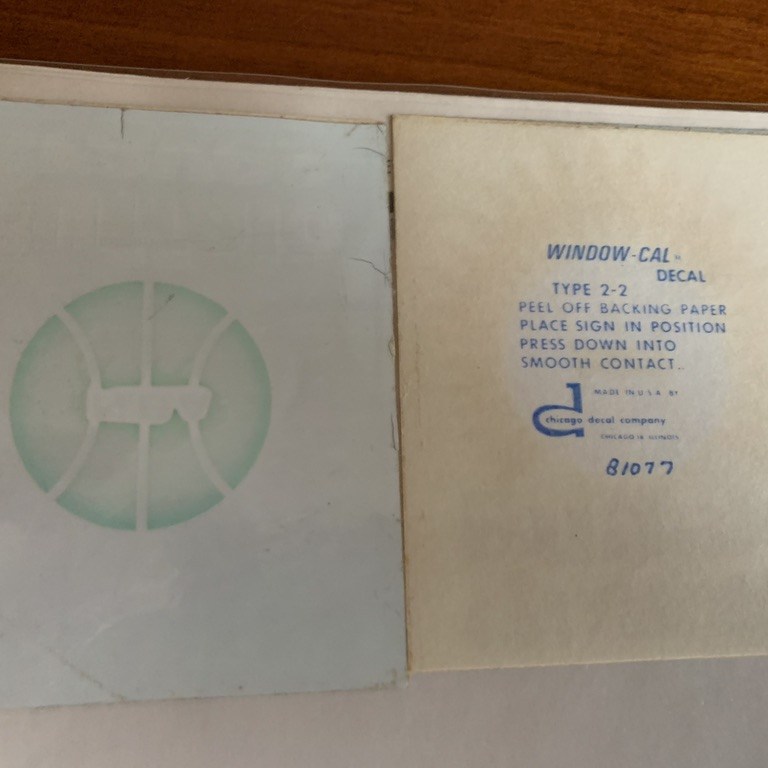 WINDOW-CAL
DECAL
TYPE 2-2
PEEL OFF BACKING PAPER
PLACE SIGN IN POSITION
PRESS DOWN INTO
SMOOTH CONTACT..
MADE IN U.S.A. BY
chicago decal company
CHICAGO 14 ILLINOIS
81077